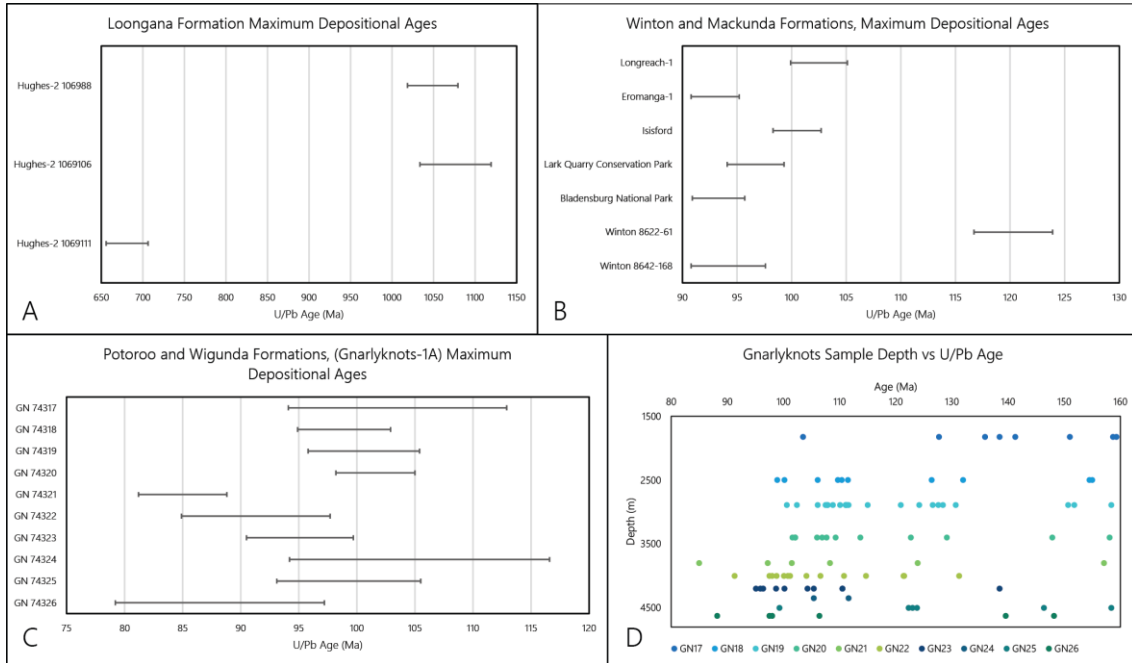 Loongana Formation Maximum Depositional Ages
Hughes-2 106988
Hughes-2 1069106
Hughes-2 1069111
650 700 750 800 850 900 950 1000 1050 1100 1150
U/Pb Age (Ma)
A
Winton and Mackunda Formations, Maximum Depositional Ages
Longreach-1
Eromanga-1
Isisford
Lark Quarry Conservation Park
Bladensburg National Park
Winton 8622-61
Winton 8642-168
90 95 100 105 110 115 120 125 130
U/Pb Age (Ma)
B
Potoroo and Wigunda Formations, (Gnarlyknots-1A) Maximum
Depositional Ages
GN 74317
GN 74318
GN 74319
GN 74320
GN 74321
GN 74322
GN 74323
GN 74324
GN 74325
GN 74326
75 80 85 90 95 100 105 110 115 120
U/Pb Age (Ma)
C
Gnarlyknots Sample Depth vs U/Pb Age
Age (Ma)
80 90 100 110 120 130 140 150 160
1500
2500
3500
4500
Depth (m)
GN17 GN18 GN19 GN20 GN21 GN22 GN23 GN24 GN25 GN26
D